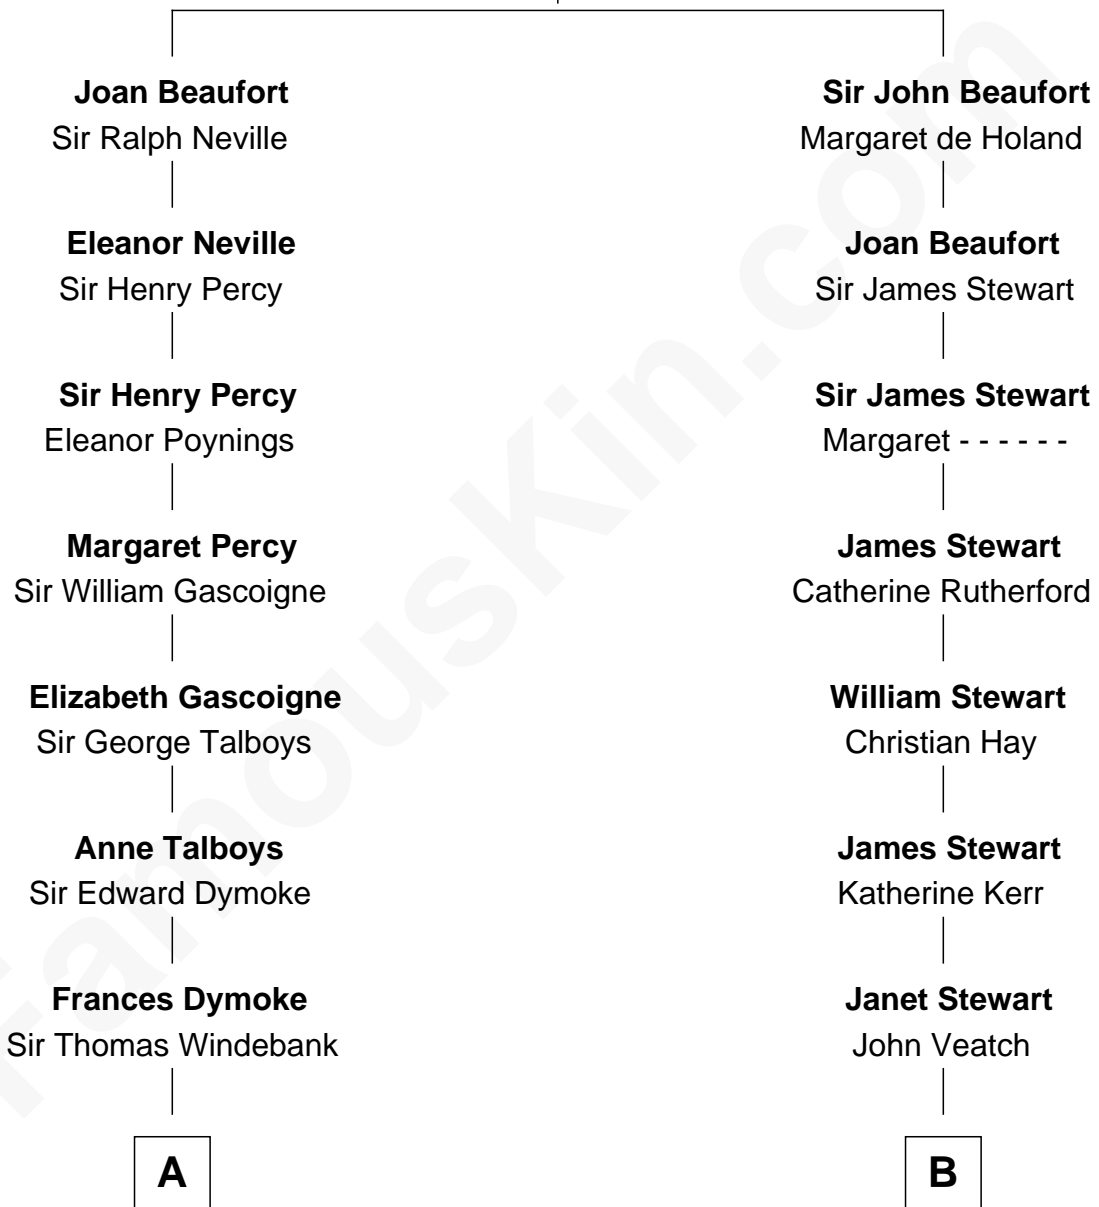 Joan Beaufort
Sir Ralph Neville
Eleanor Neville
Sir Henry Percy
Sir Henry Percy
Eleanor Poynings
Margaret Percy
Sir William Gascoigne
Elizabeth Gascoigne
Sir George Talboys
Anne Talboys
Sir Edward Dymoke
Frances Dymoke
Sir Thomas Windebank
A
Sir John Beaufort
Margaret de Holand
Joan Beaufort
Sir James Stewart
Sir James Stewart
Margaret - - - - - -
James Stewart
Catherine Rutherford
William Stewart
Christian Hay
James Stewart
Katherine Kerr
Janet Stewart
John Veatch
B
FamousKin.com